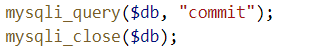 mysqli_query($db, "commit");
mysqli_close($db);